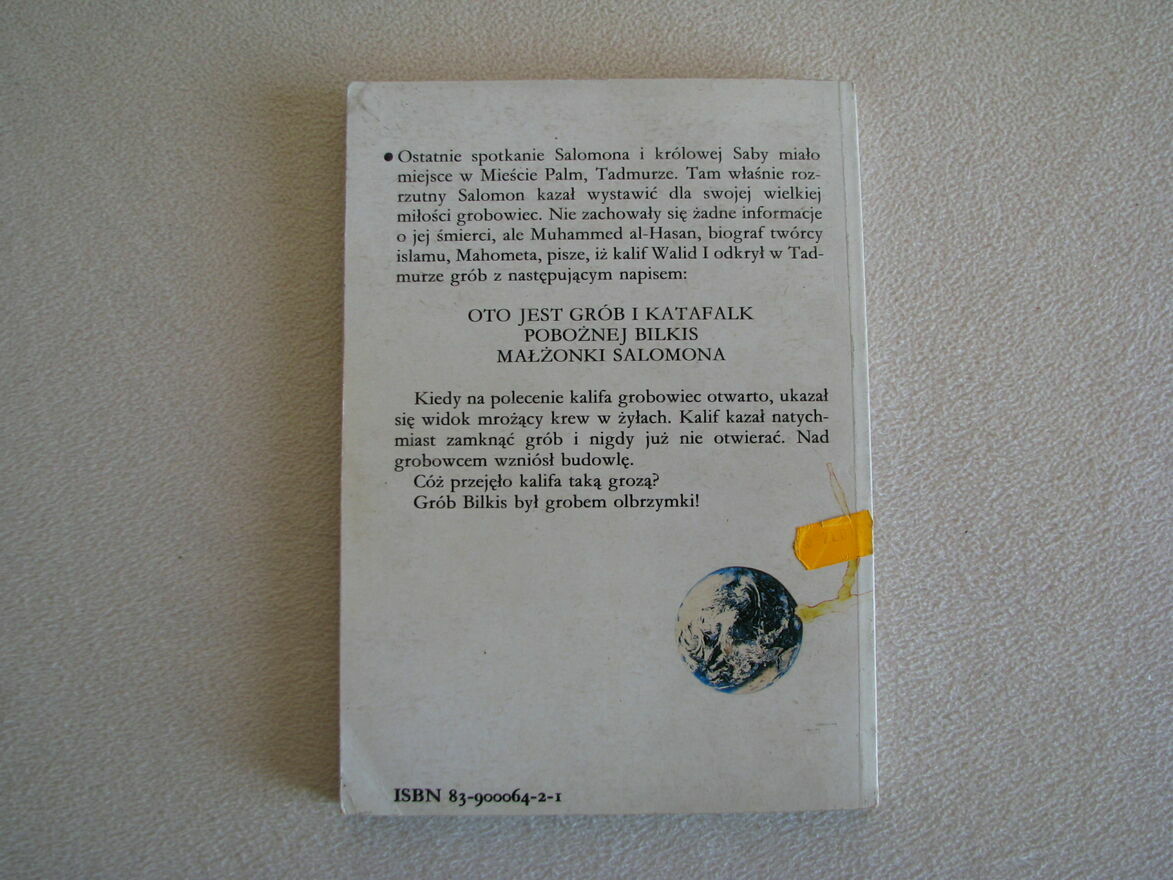 ● Ostatnie spotkanie Salomona i królowej Saby miało
miejsce w Mieście Palm, Tadmurze. Tam właśnie roz-
rzutny Salomon kazał wystawić dla swojej wielkiej
miłości grobowiec. Nie zachowały się żadne informacje
o jej śmierci, ale Muhammed al-Hasan, biograf twórcy
islamu, Mahometa, pisze, iż kalif Walid I odkrył w Tad-
murze grób z następującym napisem:
OTO JEST GRÓB I KATAFALK
POBOŻNEJ BILKIS
MAŁŻONKI SALOMONA
Kiedy na polecenie kalifa grobowiec otwarto, ukazał
się widok mrożący krew w żyłach. Kalif kazał natych-
miast zamknąć grób i nigdy już nie otwierać. Nad
grobowcem wzniósł budowlę.
Cóż przejęło kalifa taką grozą?
Grób Bilkis był grobem olbrzymki!
ISBN 83-900064-2-1